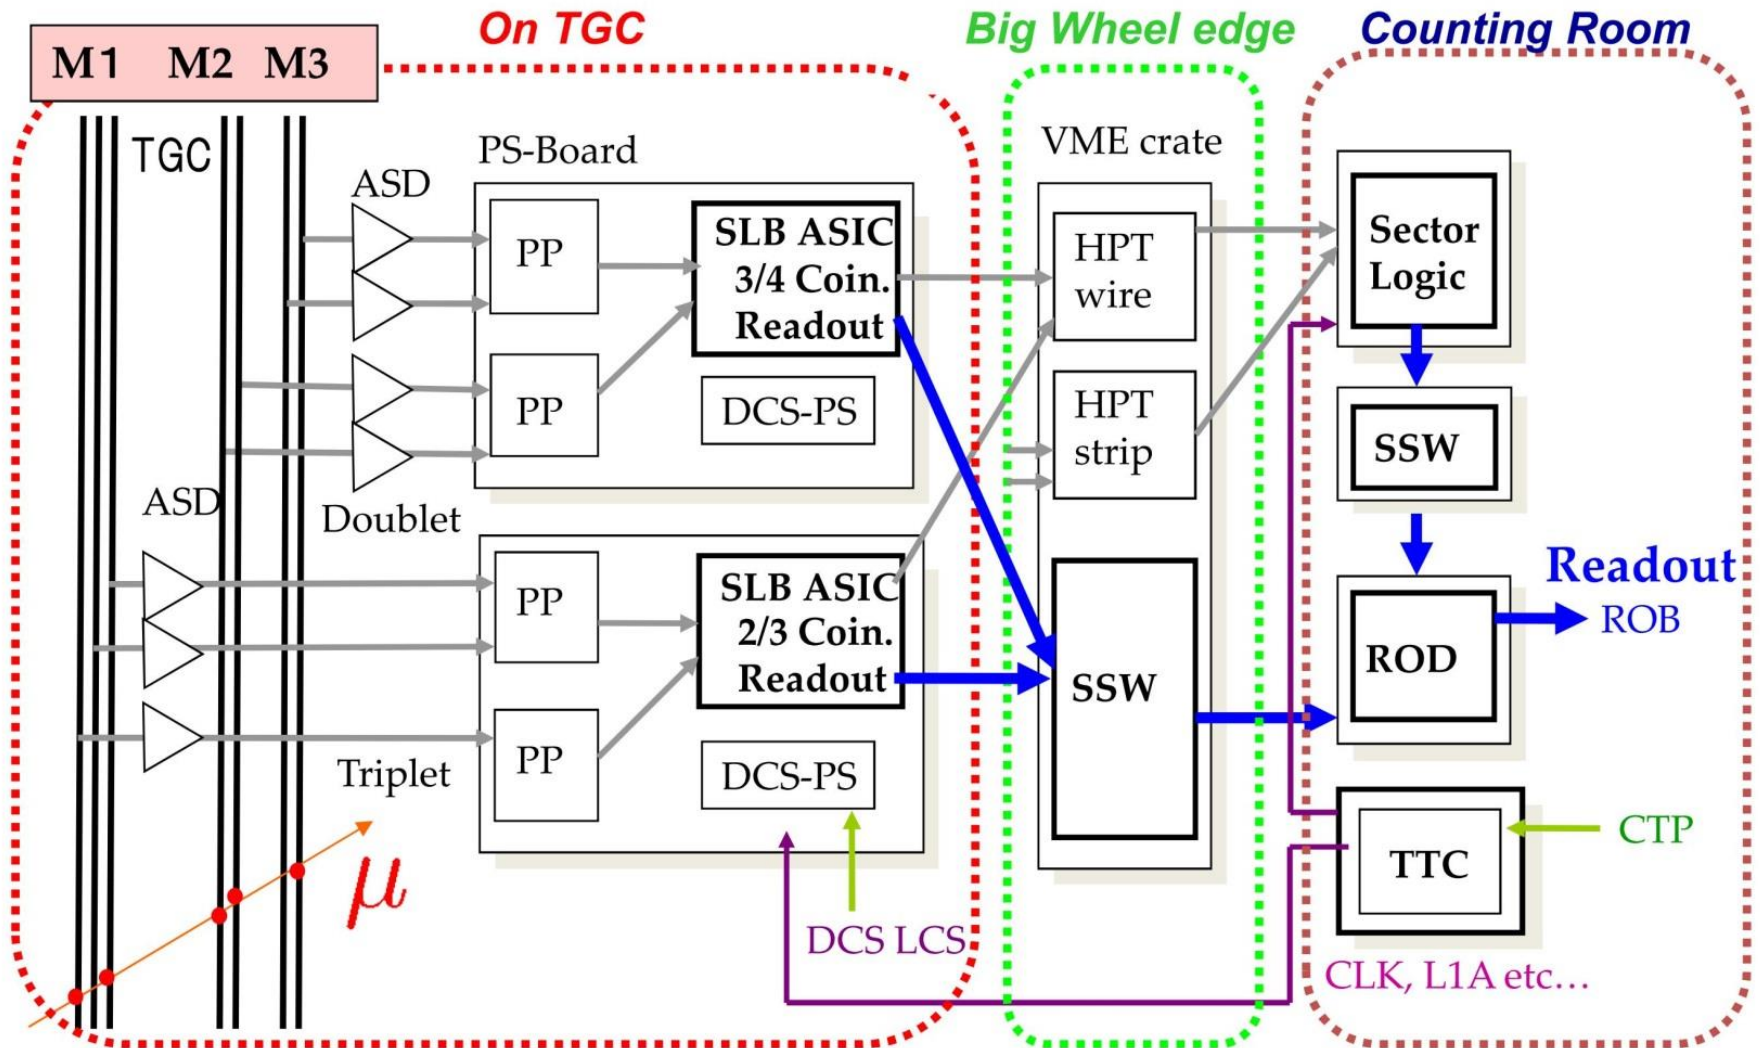 On TGC
Big Wheel edge
Counting Room
M1 M2 M3
TGC
ASD
PS-Board
PP
SLB ASIC
3/4 Coin.
Readout
PP
DCS-PS
ASD
Doublet
PP
SLB ASIC
2/3 Coin.
Readout
PP
DCS-PS
Triplet
μ
DCS LCS
VME crate
HPT
wire
HPT
strip
SSW
Sector
Logic
SSW
Readout
ROB
ROD
CTP
TTC
CLK, L1A etc...